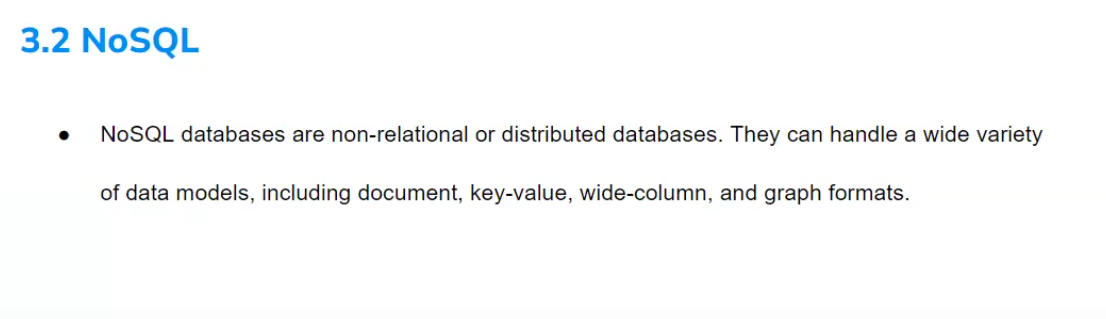 3.2 NoSQL
● NoSQL databases are non-relational or distributed databases. They can handle a wide variety
of data models, including document, key-value, wide-column, and graph formats.